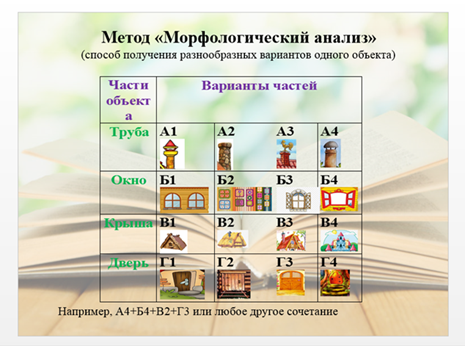 Метод «Морфологический анализ»
(способ получения разнообразных вариантов одного объекта)
Части объекта Варианты частей
Труба А1 А2 А3 А4
Окно Б1 Б2 Б3 Б4
Крыша В1 В2 В3 В4
Дверь Г1 Г2 Г3 Г4
Например, А4+Б4+В2+Г3 или любое другое сочетание